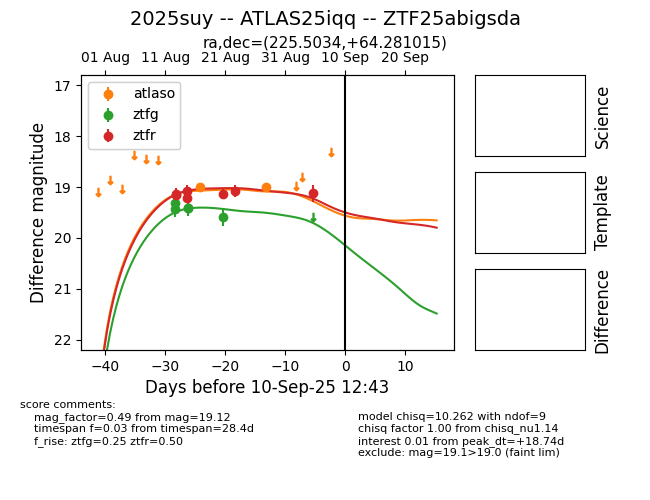 2025suy -- ATLAS25iqq -- ZTF25abigsda
ra,dec=(225.5034,+64.281015)
01 Aug 11 Aug 21 Aug 31 Aug 10 Sep 20 Sep
17
18
19
20
21
22
Difference magnitude
atlaso
ztfg
ztfr
−40 −30 −20 −10 0 10
Days before 10-Sep-25 12:43
Science
Template
Difference
score comments:
mag_factor=0.49 from mag=19.12
timespan f=0.03 from timespan=28.4d
f_rise: ztfg=0.25 ztfr=0.50
model chisq=10.262 with ndof=9
chisq factor 1.00 from chisq_nu1.14
interest 0.01 from peak_dt=+18.74d
exclude: mag=19.1>19.0 (faint lim)